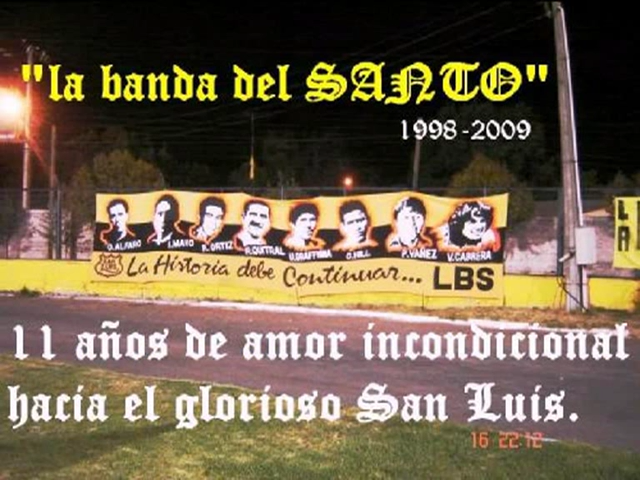 "la banda del SANTO"
1998-2009
O.ALFARO I.MAYO R.ORTIZ R.QUITRAL U.GRAFFIGNA O.HILL P.YAÑEZ V.CABRERA
La Historia debe Continuar... LBS
11 años de amor incondicional
hacia el glorioso San Luis.
16 22:12